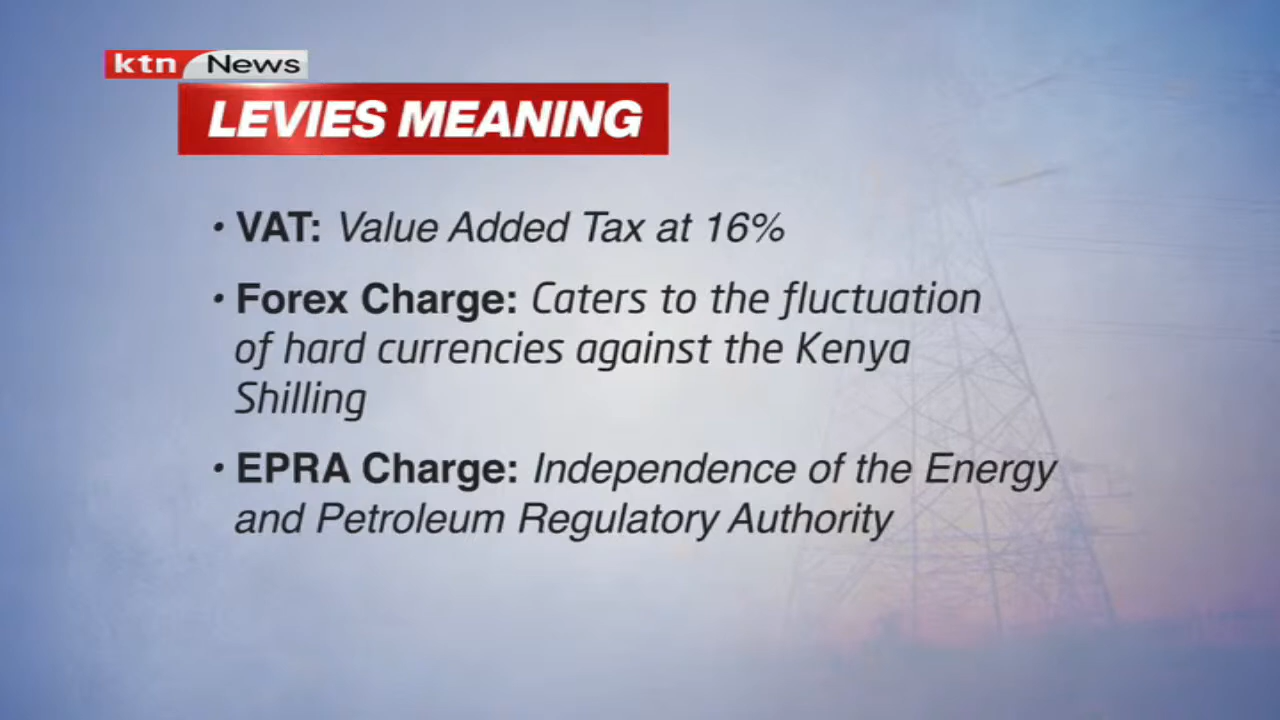 ktn News
LEVIES MEANING
• VAT: Value Added Tax at 16%
• Forex Charge: Caters to the fluctuation
of hard currencies against the Kenya
Shilling
• EPRA Charge: Independence of the Energy
and Petroleum Regulatory Authority